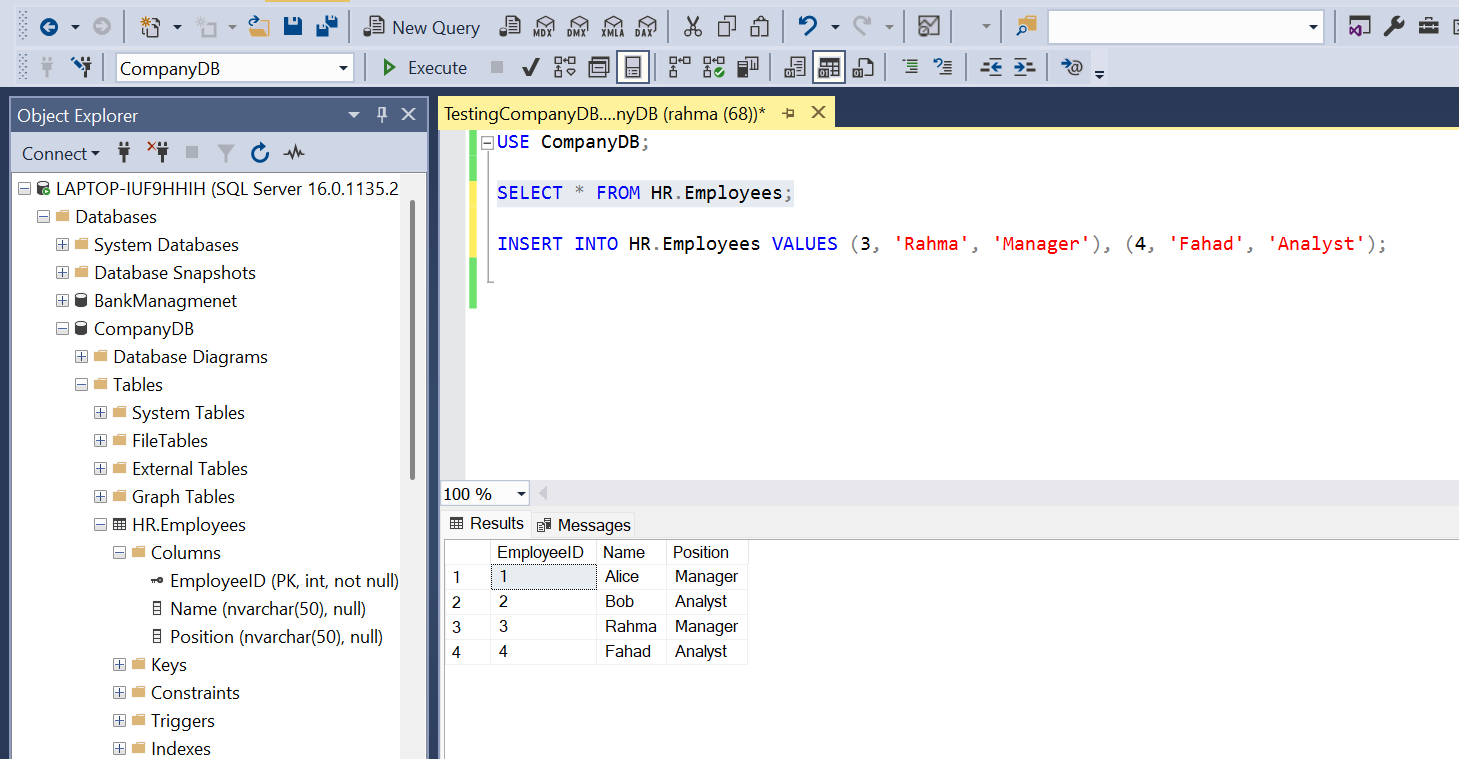 New Query MDX DMX XMLA DAX
CompanyDB Execute
Object Explorer
Connect
LAPTOP-IUF9HHIH (SQL Server 16.0.1135.2
Databases
System Databases
Database Snapshots
BankManagmenet
CompanyDB
Database Diagrams
Tables
System Tables
FileTables
External Tables
Graph Tables
HR.Employees
Columns
EmployeeID (PK, int, not null)
Name (nvarchar(50), null)
Position (nvarchar(50), null)
Keys
Constraints
Triggers
Indexes
TestingCompanyDB....nyDB (rahma (68))*
USE CompanyDB;
SELECT * FROM HR.Employees;
INSERT INTO HR.Employees VALUES (3, 'Rahma', 'Manager'), (4, 'Fahad', 'Analyst');
100 %
Results Messages
EmployeeID Name Position
1 1 Alice Manager
2 2 Bob Analyst
3 3 Rahma Manager
4 4 Fahad Analyst